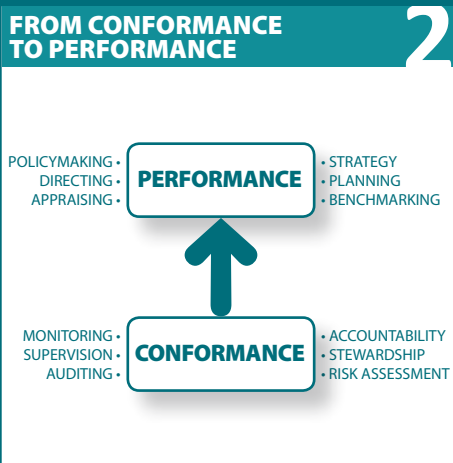 FROM CONFORMANCE
TO PERFORMANCE
2
POLICYMAKING •
DIRECTING •
APPRAISING •
PERFORMANCE
• STRATEGY
• PLANNING
• BENCHMARKING
MONITORING •
SUPERVISION •
AUDITING •
CONFORMANCE
• ACCOUNTABILITY
• STEWARDSHIP
• RISK ASSESSMENT